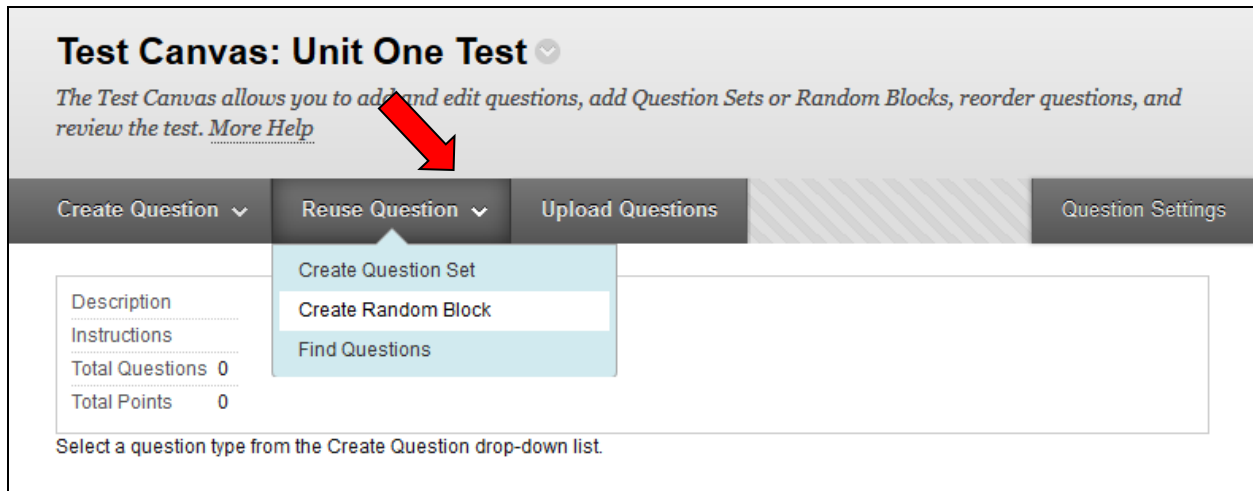 Test Canvas: Unit One Test
The Test Canvas allows you to add and edit questions, add Question Sets or Random Blocks, reorder questions, and
review the test. More Help
Create Question
Reuse Question
Upload Questions
Question Settings
Create Question Set
Create Random Block
Find Questions
Description
Instructions
Total Questions 0
Total Points 0
Select a question type from the Create Question drop-down list.